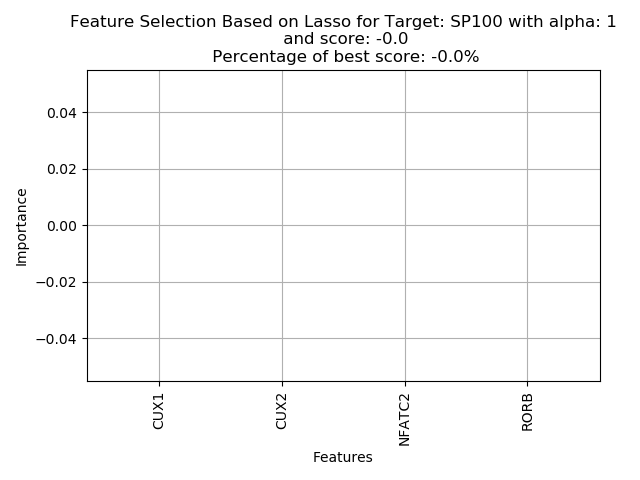 Feature Selection Based on Lasso for Target: SP100 with alpha: 1
and score: -0.0
Percentage of best score: -0.0%
0.04
0.02
0.00
−0.02
−0.04
Importance
CUX1
CUX2
NFATC2
RORB
Features